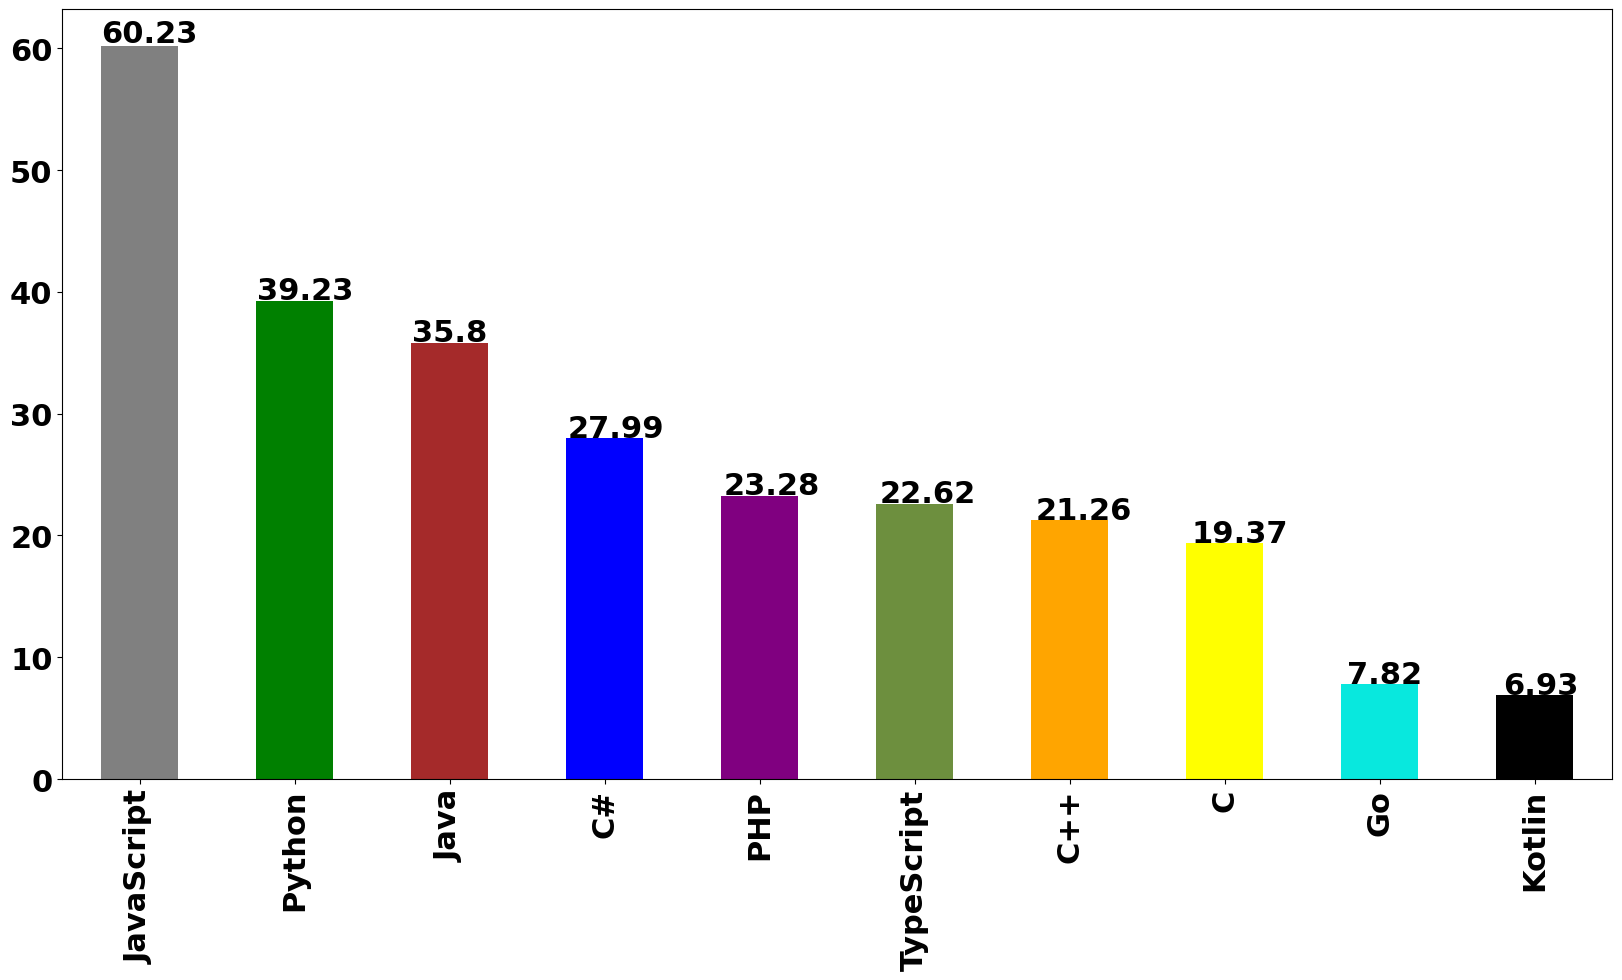 60
50
40
30
20
10
0
60.23
39.23
35.8
27.99
23.28
22.62
21.26
19.37
7.82
6.93
JavaScript
Python
Java
C#
PHP
TypeScript
C++
C
Go
Kotlin